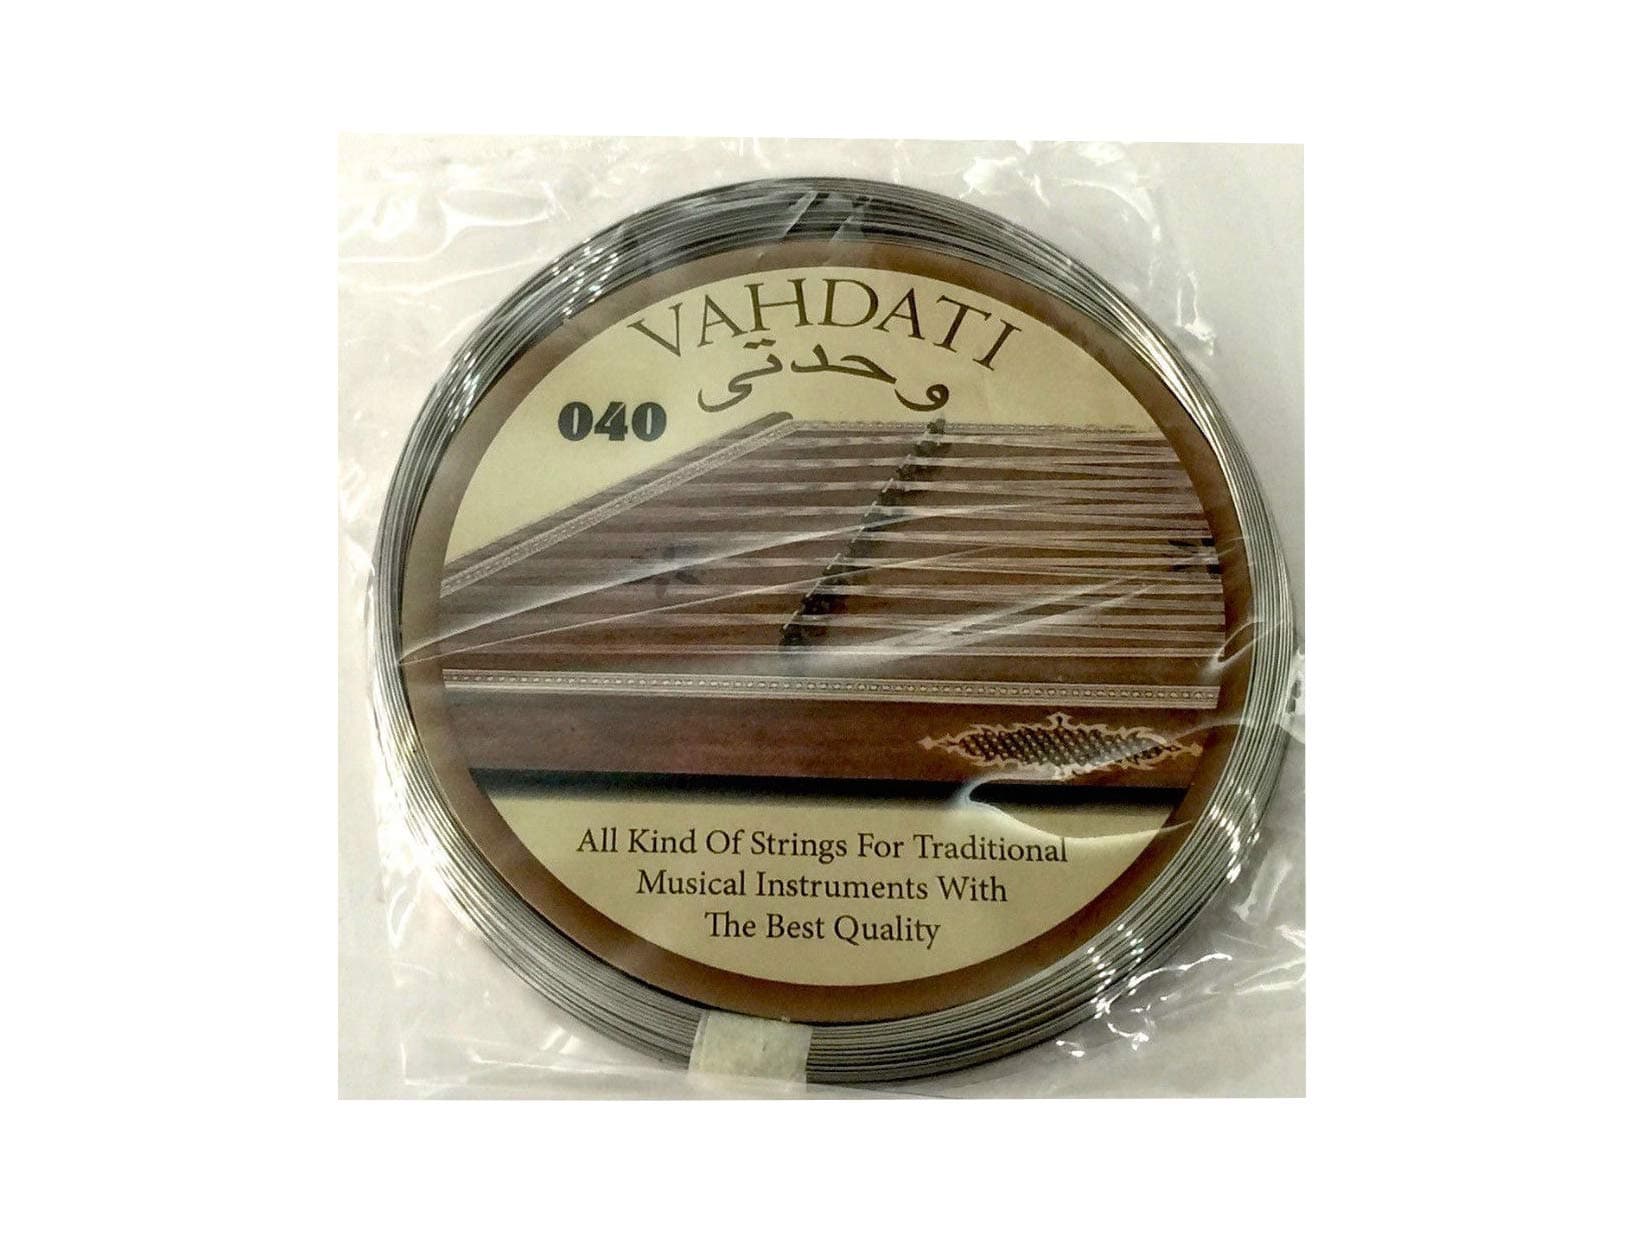 VAHDATI
وحدتی
040
All Kind Of Strings For Traditional
Musical Instruments With
The Best Quality